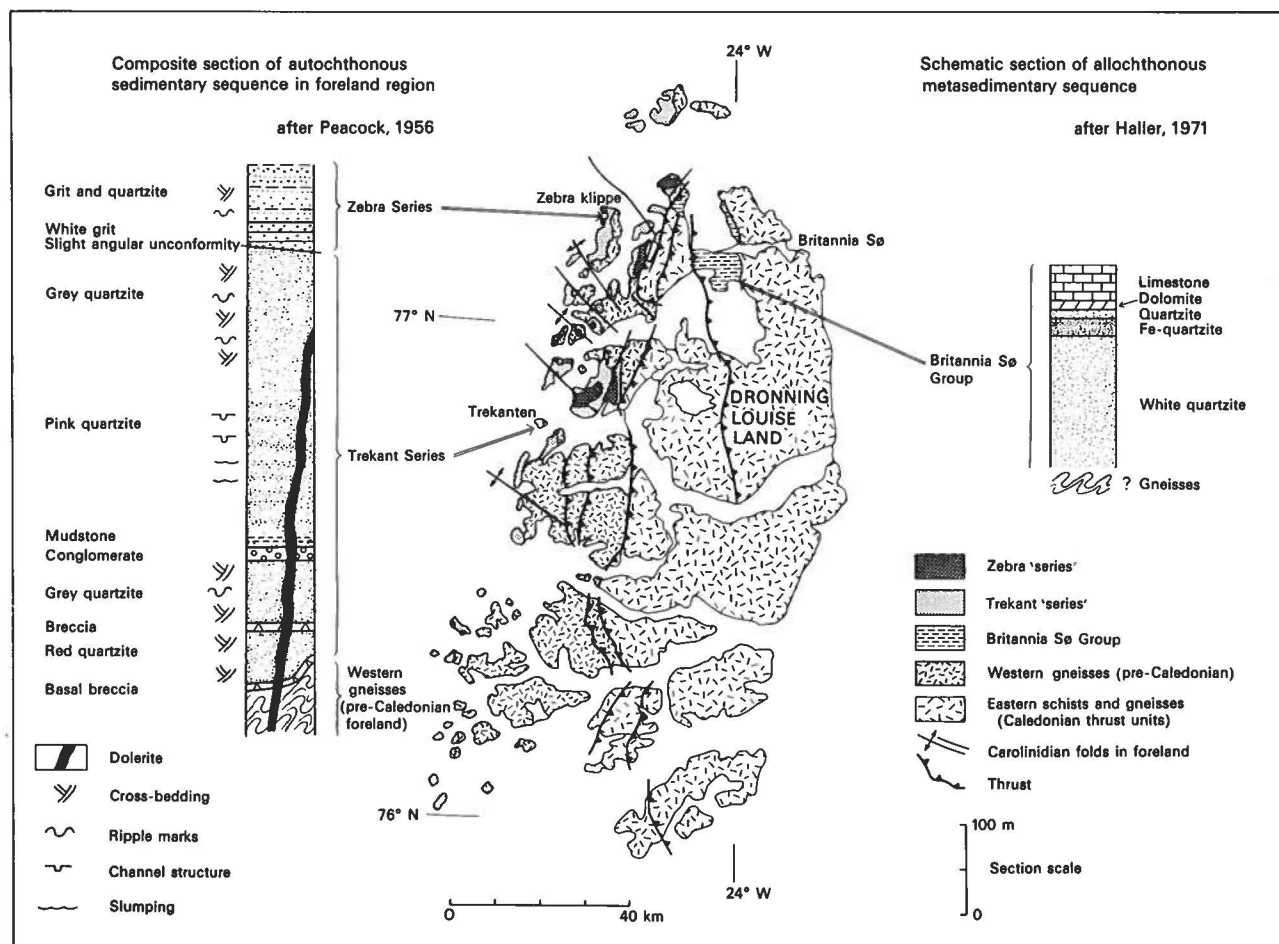 Composite section of autochthonous
sedimentary sequence in foreland region
after Peacock, 1956
Grit and quartzite
White grit
Slight angular unconformity
Grey quartzite
Pink quartzite
Mudstone
Conglomerate
Grey quartzite
Breccia
Red quartzite
Basal breccia
Zebra Series
Trekant Series
Western
gneisses
(pre-Caledonian
foreland)
Dolerite
Cross-bedding
Ripple marks
Channel structure
Slumping
24° W
Zebra klippe
Britannia Sø
77° N
DRONNING
LOUISE
LAND
Trekanten
Britannia Sø
Group
76° N
24° W
0 40 km
Schematic section of allochthonous
metasedimentary sequence
after Haller, 1971
Limestone
Dolomite
Quartzite
Fe-quartzite
White quartzite
? Gneisses
Zebra 'series'
Trekant 'series'
Britannia Sø Group
Western gneisses (pre-Caledonian)
Eastern schists and gneisses
(Caledonian thrust units)
Carolinidian folds in foreland
Thrust
100 m
Section scale
0